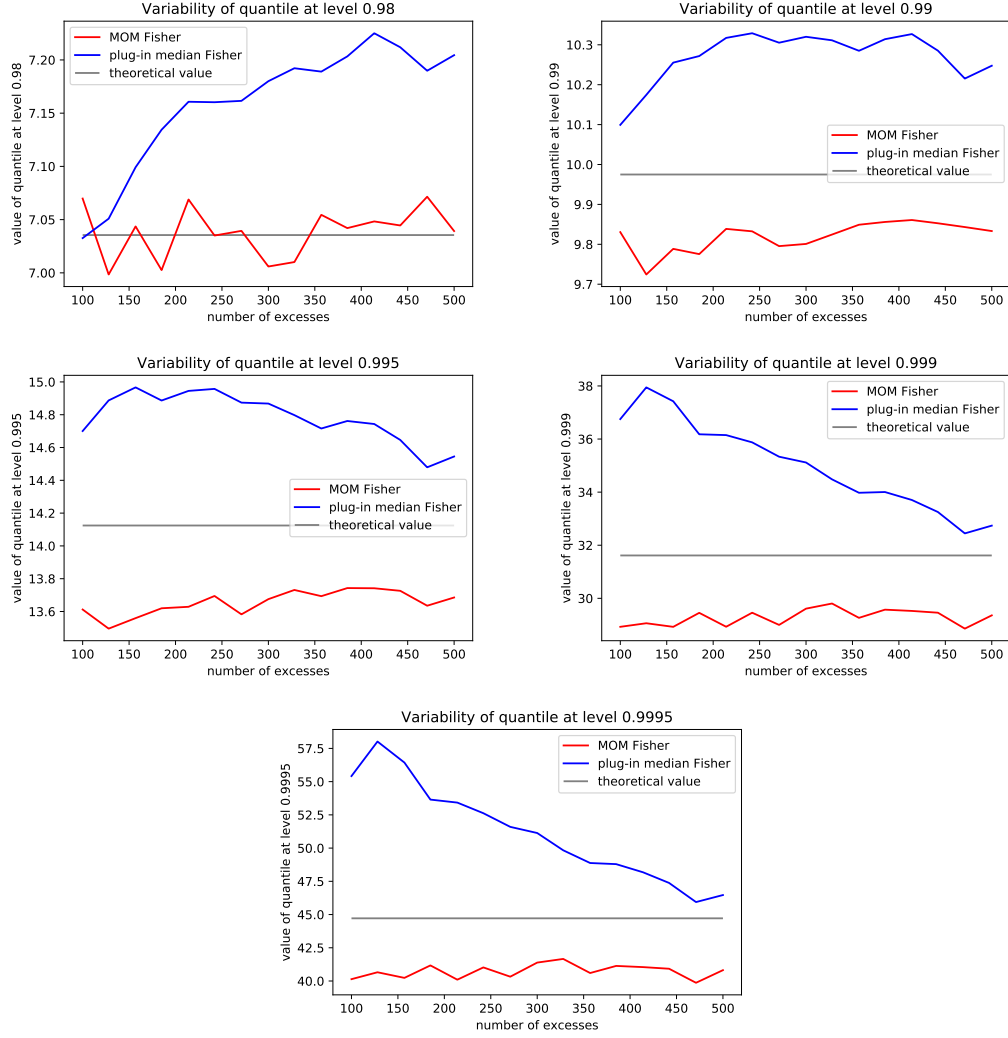 Variability of quantile at level 0.98
value of quantile at level 0.98
7.20
7.15
7.10
7.05
7.00
MOM Fisher
plug-in median Fisher
theoretical value
100 150 200 250 300 350 400 450 500
number of excesses
Variability of quantile at level 0.99
value of quantile at level 0.99
10.3
10.2
10.1
10.0
9.9
9.8
9.7
MOM Fisher
plug-in median Fisher
theoretical value
100 150 200 250 300 350 400 450 500
number of excesses
Variability of quantile at level 0.995
value of quantile at level 0.995
15.0
14.8
14.6
14.4
14.2
14.0
13.8
13.6
MOM Fisher
plug-in median Fisher
theoretical value
100 150 200 250 300 350 400 450 500
number of excesses
Variability of quantile at level 0.999
value of quantile at level 0.999
38
36
34
32
30
MOM Fisher
plug-in median Fisher
theoretical value
100 150 200 250 300 350 400 450 500
number of excesses
Variability of quantile at level 0.9995
value of quantile at level 0.9995
57.5
55.0
52.5
50.0
47.5
45.0
42.5
40.0
MOM Fisher
plug-in median Fisher
theoretical value
100 150 200 250 300 350 400 450 500
number of excesses